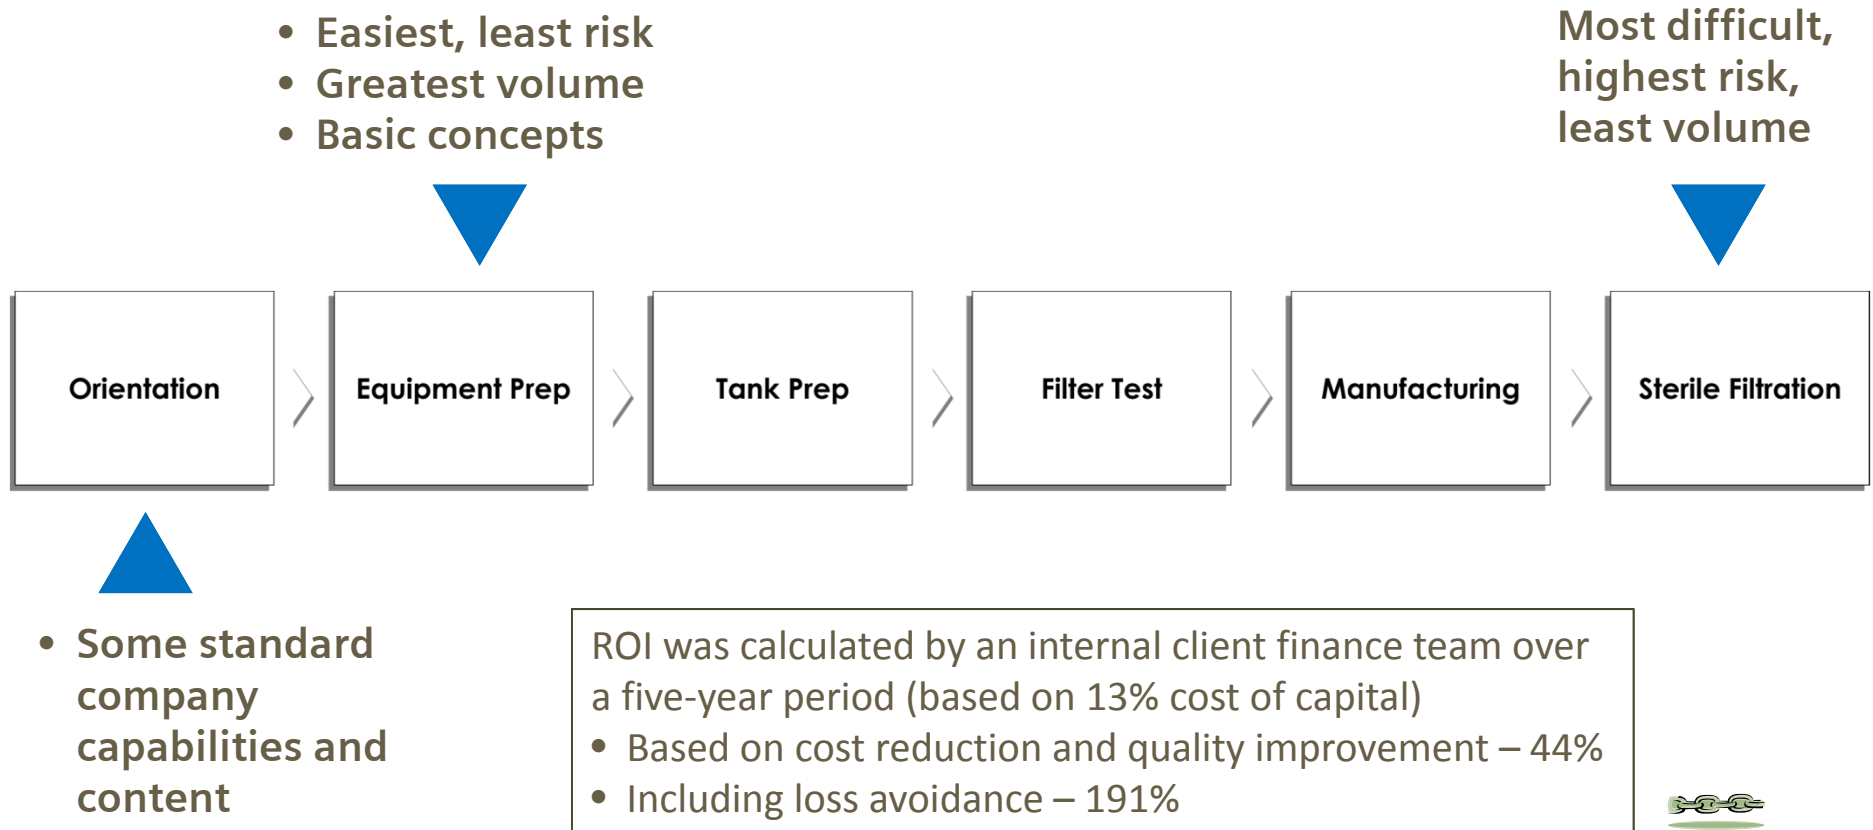 • Easiest, least risk
• Greatest volume
• Basic concepts
Most difficult,
highest risk,
least volume
Orientation
Equipment Prep
Tank Prep
Filter Test
Manufacturing
Sterile Filtration
• Some standard
company
capabilities and
content
ROI was calculated by an internal client finance team over
a five-year period (based on 13% cost of capital)
• Based on cost reduction and quality improvement – 44%
• Including loss avoidance – 191%